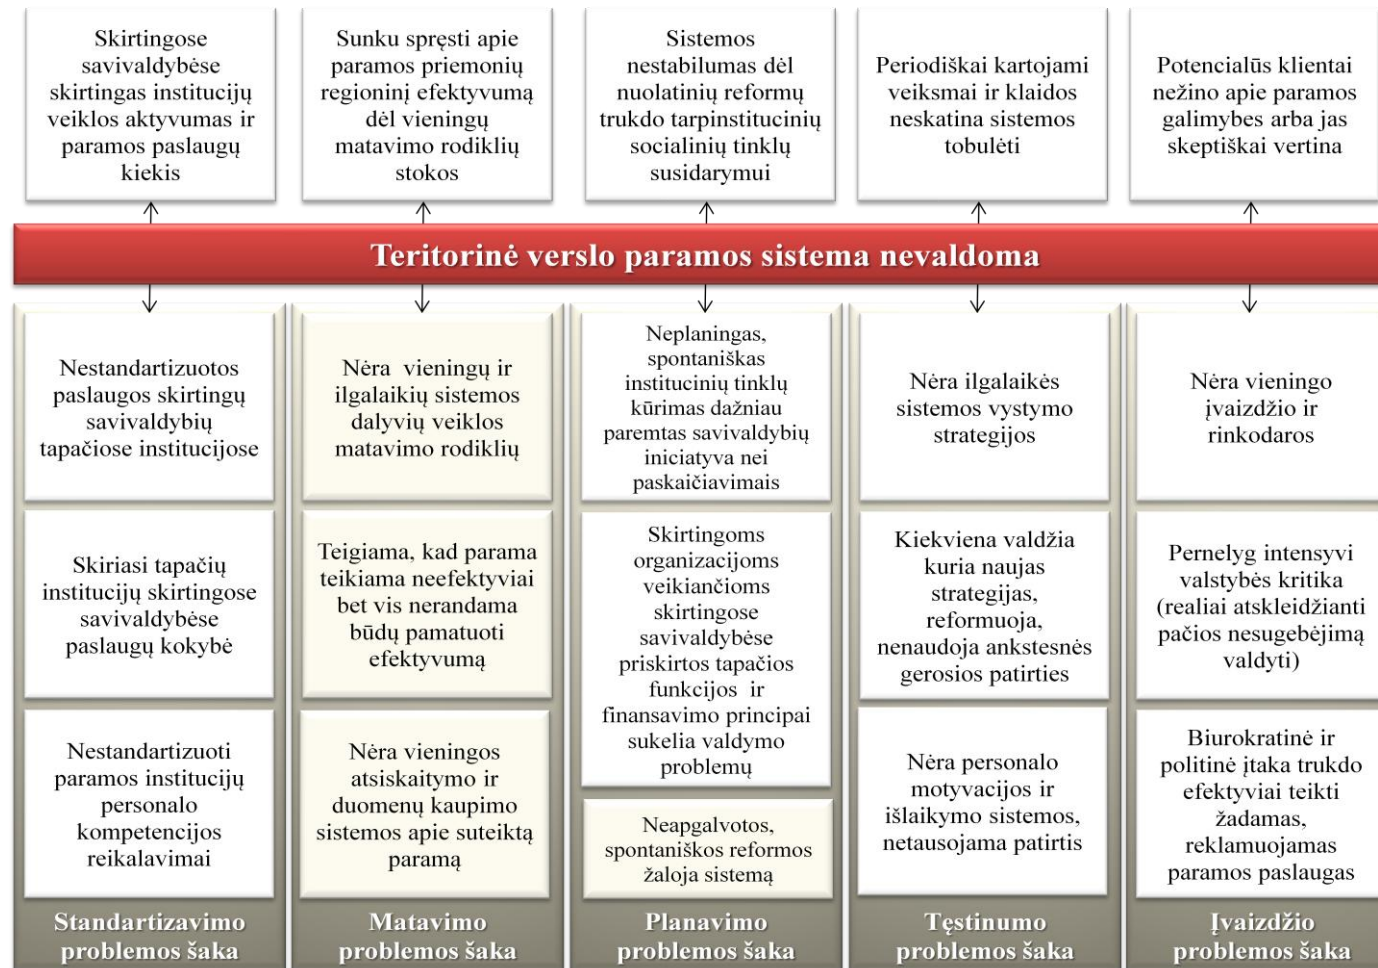 Skirtingose
savivaldybėse
skirtingas institucijų
veiklos aktyvumas ir
paramos paslaugų
kiekis
Sunku spręsti apie
paramos priemonių
regioninį efektyvumą
dėl vieningų
matavimo rodiklių
stokos
Sistemos
nestabilumas dėl
nuolatinių reformų
trukdo tarpinstitucinių
socialinių tinklų
susidarymui
Periodiškai kartojami
veiksmai ir klaidos
neskatina sistemos
tobulėti
Potencialūs klientai
nežino apie paramos
galimybes arba jas
skeptiškai vertina
Teritorinė verslo paramos sistema nevaldoma
Nestandartizuotos
paslaugos skirtingų
savivaldybių
tapačiose institucijose
Skiriasi tapačių
institucijų skirtingose
savivaldybėse
paslaugų kokybė
Nestandartizuoti
paramos institucijų
personalo
kompetencijos
reikalavimai
Standartizavimo
problemos šaka
Nėra vieningų ir
ilgalaikių sistemos
dalyvių veiklos
matavimo rodiklių
Teigiama, kad parama
teikiama neefektyviai
bet vis nerandama
būdų pamatuoti
efektyvumą
Nėra vieningos
atsiskaitymo ir
duomenų kaupimo
sistemos apie suteiktą
paramą
Matavimo
problemos šaka
Neplaningas,
spontaniškas
institucinių tinklų
kūrimas dažniau
paremtas savivaldybių
iniciatyva nei
paskaičiavimais
Skirtingoms
organizacijoms
veikiančioms
skirtingose
savivaldybėse
priskirtos tapačios
funkcijos ir
finansavimo principai
sukelia valdymo
problemų
Neapgalvotos,
spontaniškos reformos
žaloja sistemą
Planavimo
problemos šaka
Nėra ilgalaikės
sistemos vystymo
strategijos
Kiekviena valdžia
kuria naujas
strategijas,
reformuoja,
nenaudoja ankstesnės
gerosios patirties
Nėra personalo
motyvacijos ir
išlaikymo sistemos,
netausojama patirtis
Tęstinumo
problemos šaka
Nėra vieningo
įvaizdžio ir
rinkodaros
Pernelyg intensyvi
valstybės kritika
(realiai atskleidžianti
pačios nesugebėjimą
valdyti)
Biurokratinė ir
politinė įtaka trukdo
efektyviai teikti
žadamas,
reklamuojamas
paramos paslaugas
Įvaizdžio
problemos šaka